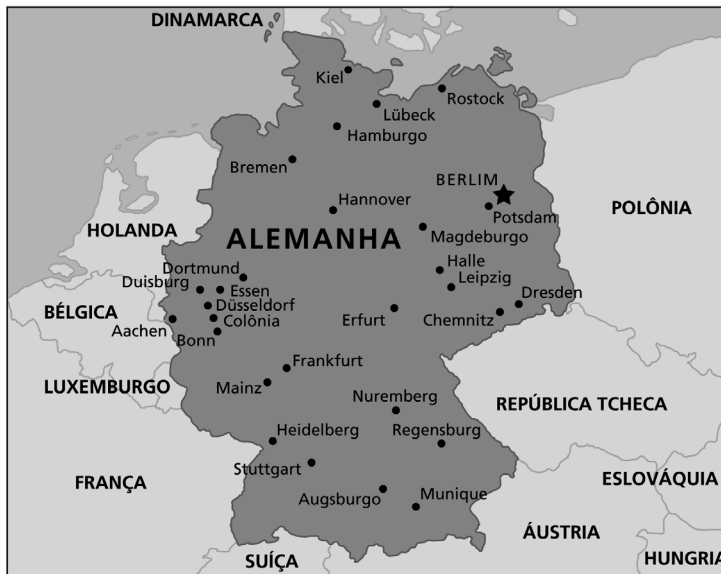 DINAMARCA
Kiel
Rostock
Lübeck
Hamburgo
Bremen
BERLIM
Hannover
Potsdam
POLÔNIA
HOLANDA
ALEMANHA
Magdeburgo
Halle
Dortmund
Leipzig
Duisburg
Essen
Dresden
Düsseldorf
BÉLGICA
Colônia
Erfurt
Chemnitz
Aachen
Bonn
Frankfurt
LUXEMBURGO
Mainz
Nuremberg
REPÚBLICA TCHECA
Heidelberg
Regensburg
Stuttgart
ESLOVÁQUIA
FRANÇA
Augsburgo
Munique
ÁUSTRIA
SUÍÇA
HUNGRIA